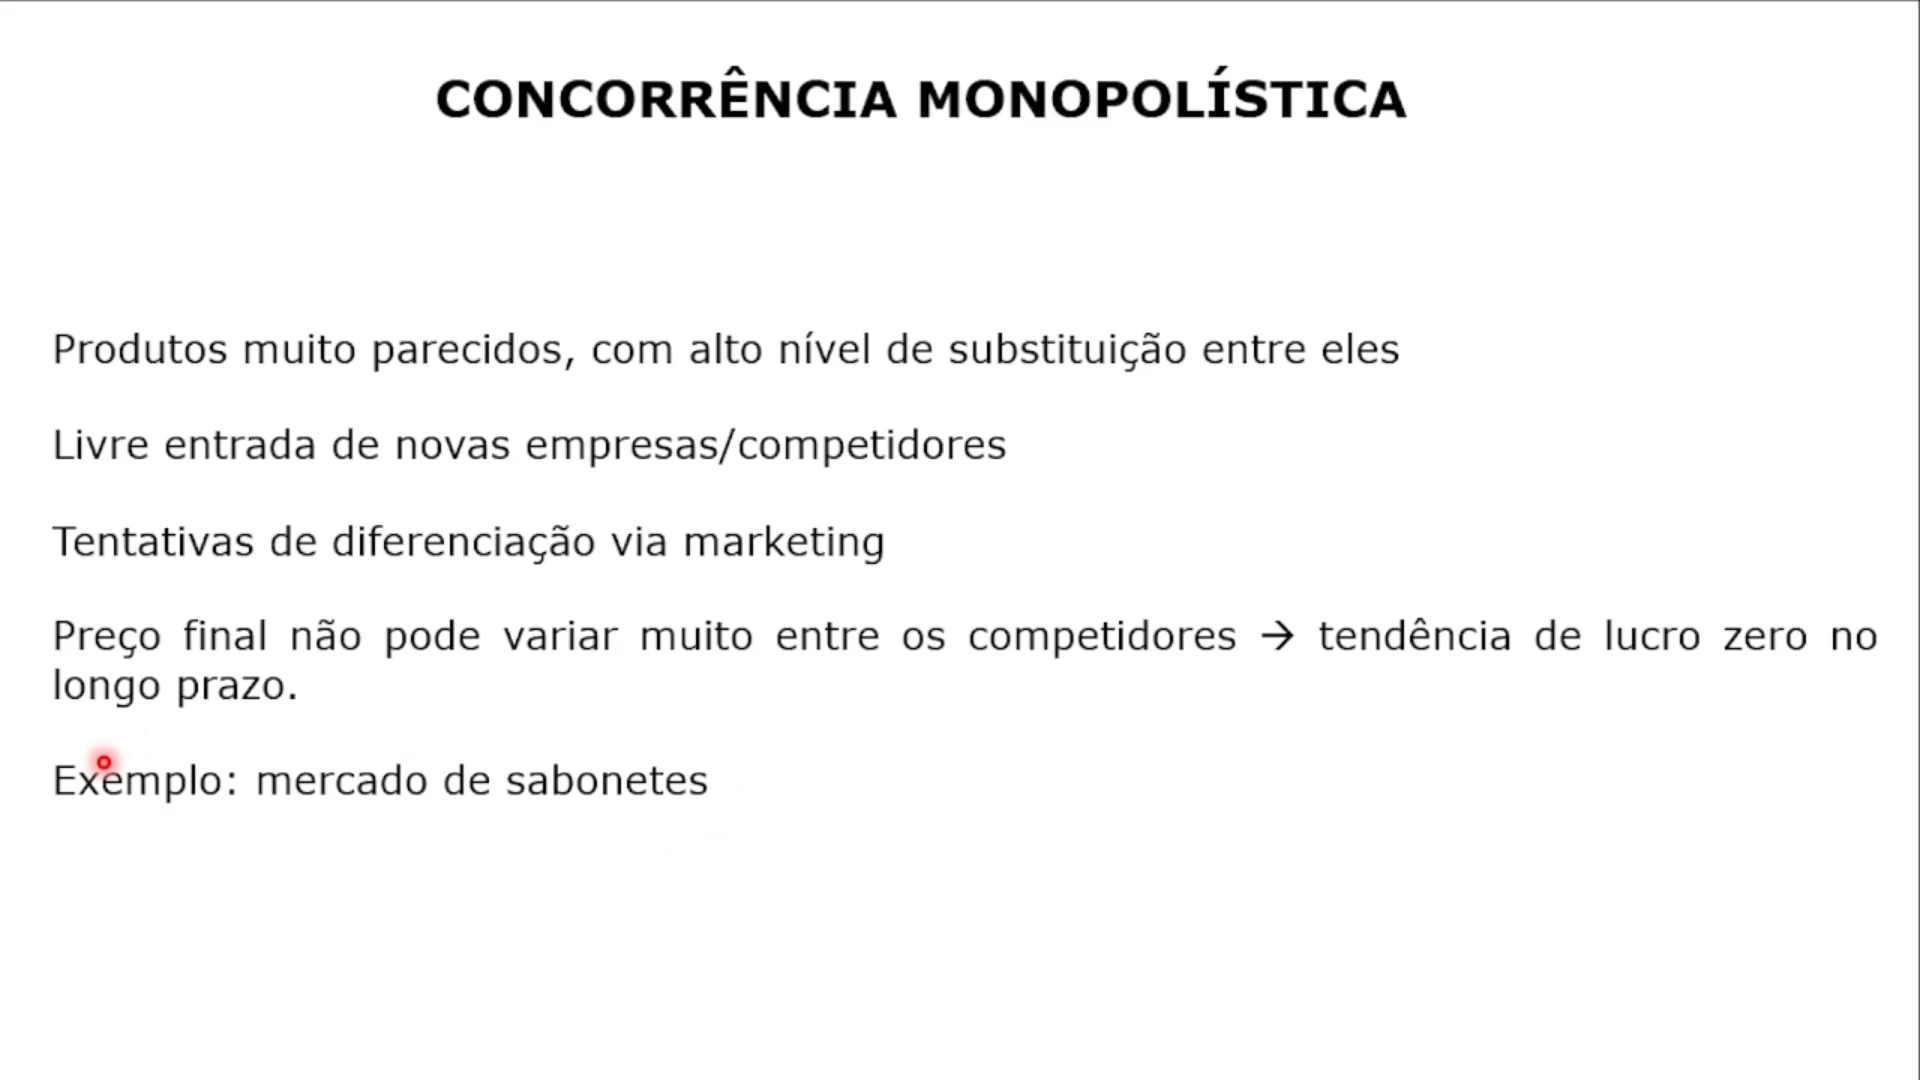 CONCORRÊNCIA MONOPOLÍSTICA
Produtos muito parecidos, com alto nível de substituição entre eles
Livre entrada de novas empresas/competidores
Tentativas de diferenciação via marketing
Preço final não pode variar muito entre os competidores → tendência de lucro zero no
longo prazo.
Exemplo: mercado de sabonetes